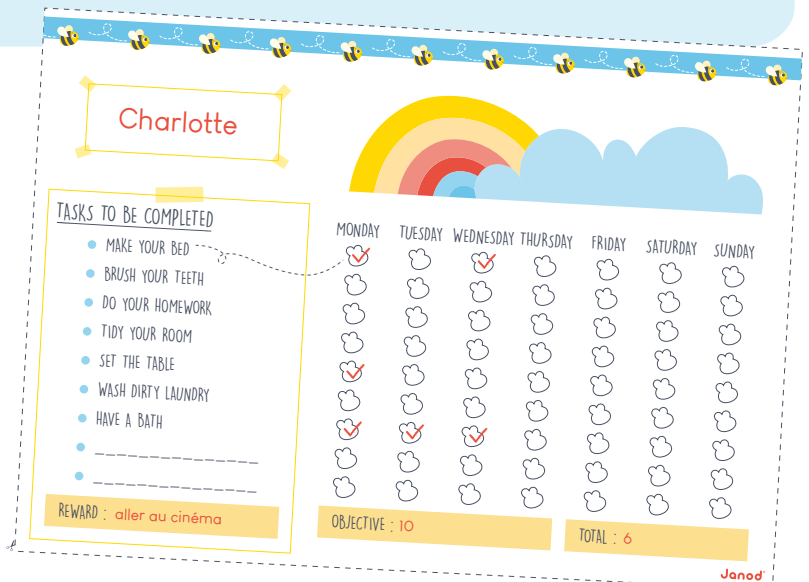 Charlotte
TASKS TO BE COMPLETED
MAKE YOUR BED
BRUSH YOUR TEETH
DO YOUR HOMEWORK
TIDY YOUR ROOM
SET THE TABLE
WASH DIRTY LAUNDRY
HAVE A BATH
REWARD : aller au cinéma
MONDAY TUESDAY WEDNESDAY THURSDAY FRIDAY SATURDAY SUNDAY
OBJECTIVE : 10
TOTAL : 6
Janod